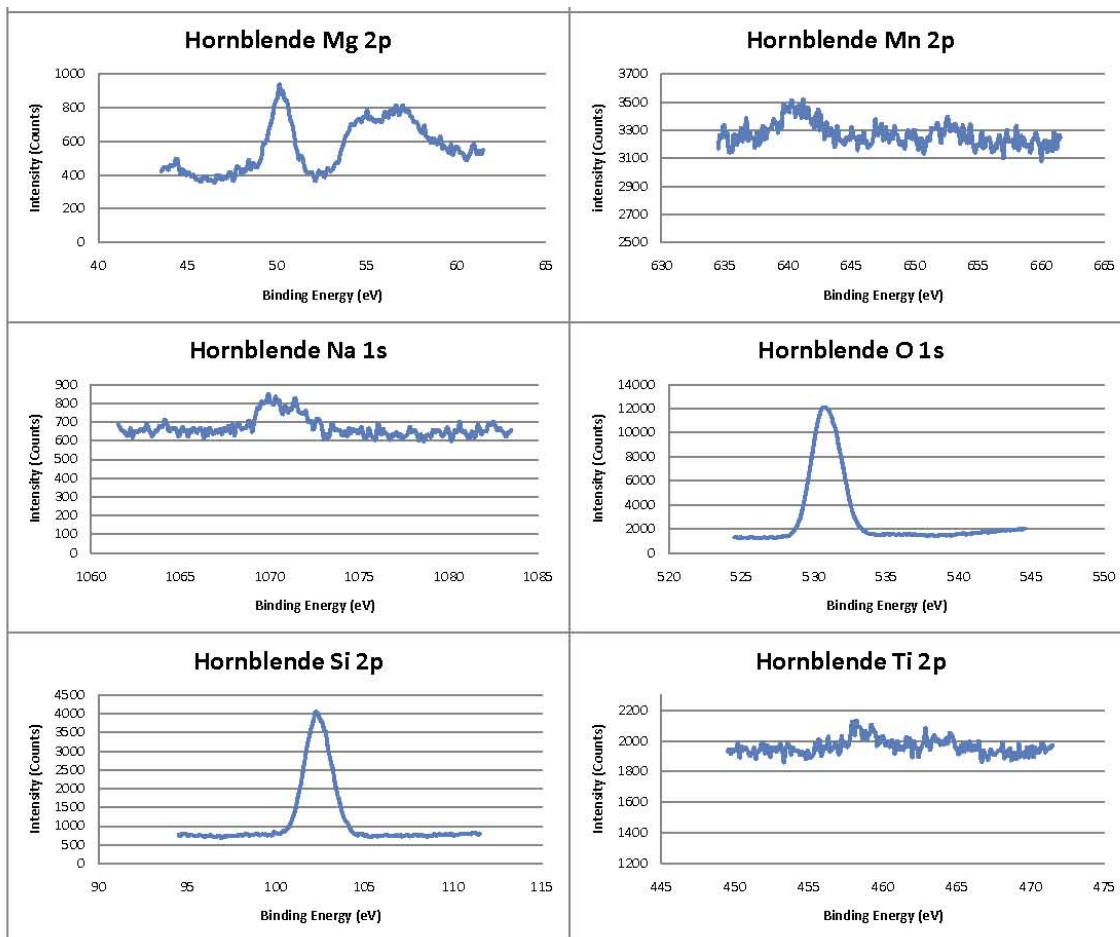 Hornblende Mg 2p
Intensity (Counts)
1000
800
600
400
200
0
40 45 50 55 60 65
Binding Energy (eV)
Hornblende Mn 2p
intensity (Counts)
3700
3500
3300
3100
2900
2700
2500
630 635 640 645 650 655 660 665
Binding Energy (eV)
Hornblende Na 1s
Intensity (Counts)
900
800
700
600
500
400
300
200
100
0
1060 1065 1070 1075 1080 1085
Binding Energy (eV)
Hornblende O 1s
Intensity (Counts)
14000
12000
10000
8000
6000
4000
2000
0
520 525 530 535 540 545 550
Binding Energy (eV)
Hornblende Si 2p
Intensity (Counts)
4500
4000
3500
3000
2500
2000
1500
1000
500
0
90 95 100 105 110 115
Binding Energy (eV)
Hornblende Ti 2p
Intensity (Counts)
2200
2000
1800
1600
1400
1200
445 450 455 460 465 470 475
Binding Energy (eV)